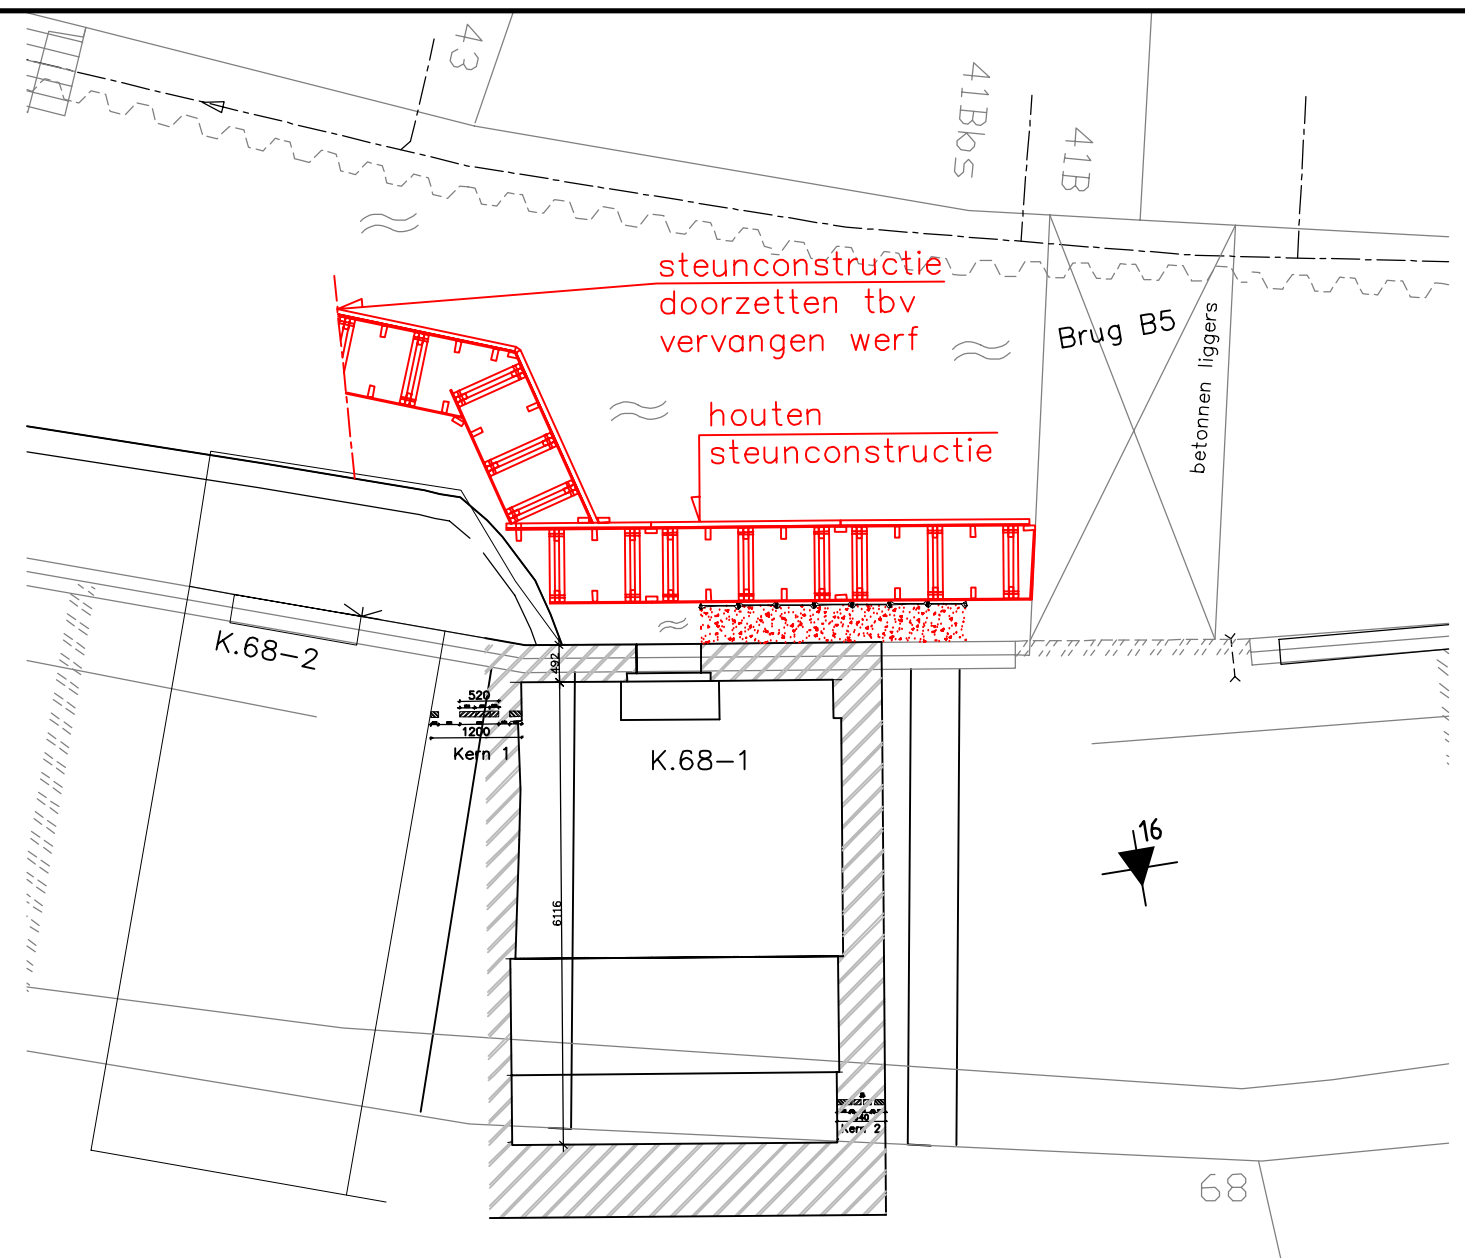 43
41Bks
41B
steunconstructie
doorzetten tbv
vervangen werf
Brug B5
betonnen liggers
houten
steunconstructie
K.68-2
492
520
1200
Kern 1
K.68-1
16
6116
Kern 2
68